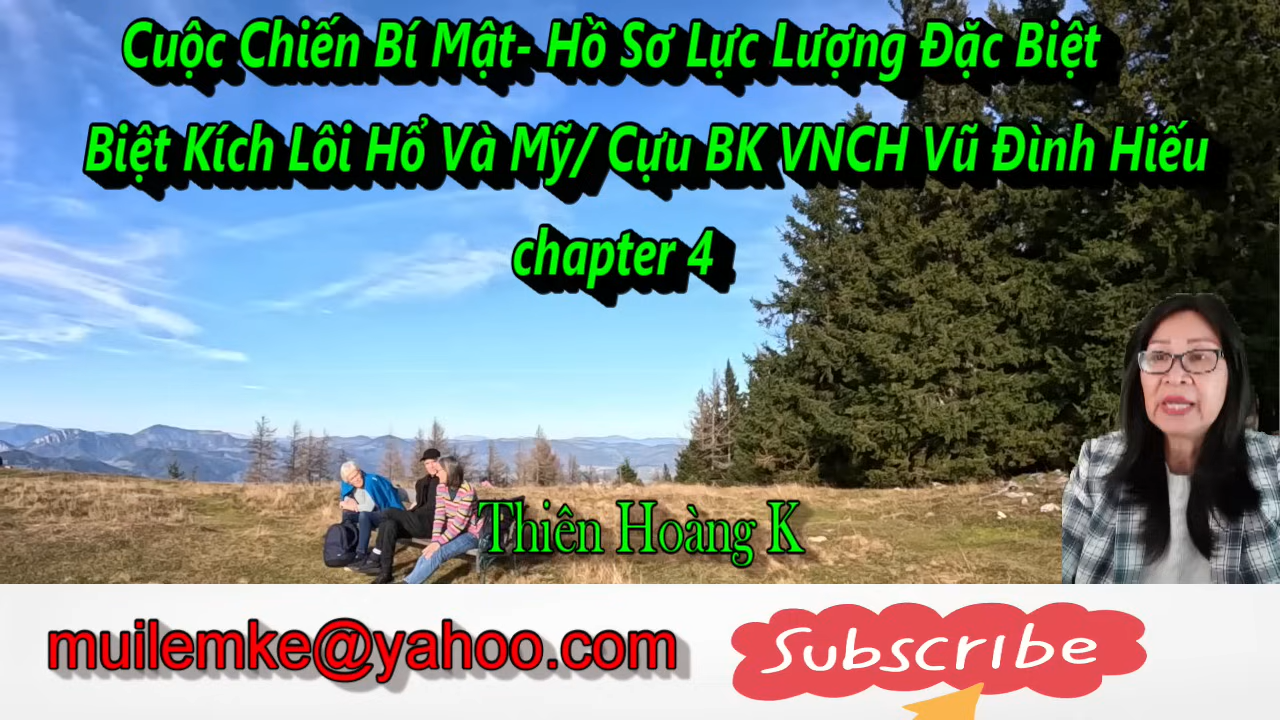 Cuộc Chiến Bí Mật- Hồ Sơ Lực Lượng Đặc Biệt
Biệt Kích Lôi Hổ Và Mỹ/ Cựu BK VNCH Vũ Đình Hiếu
chapter 4
Thiên Hoàng K
muilemke@yahoo.com
Subscribe